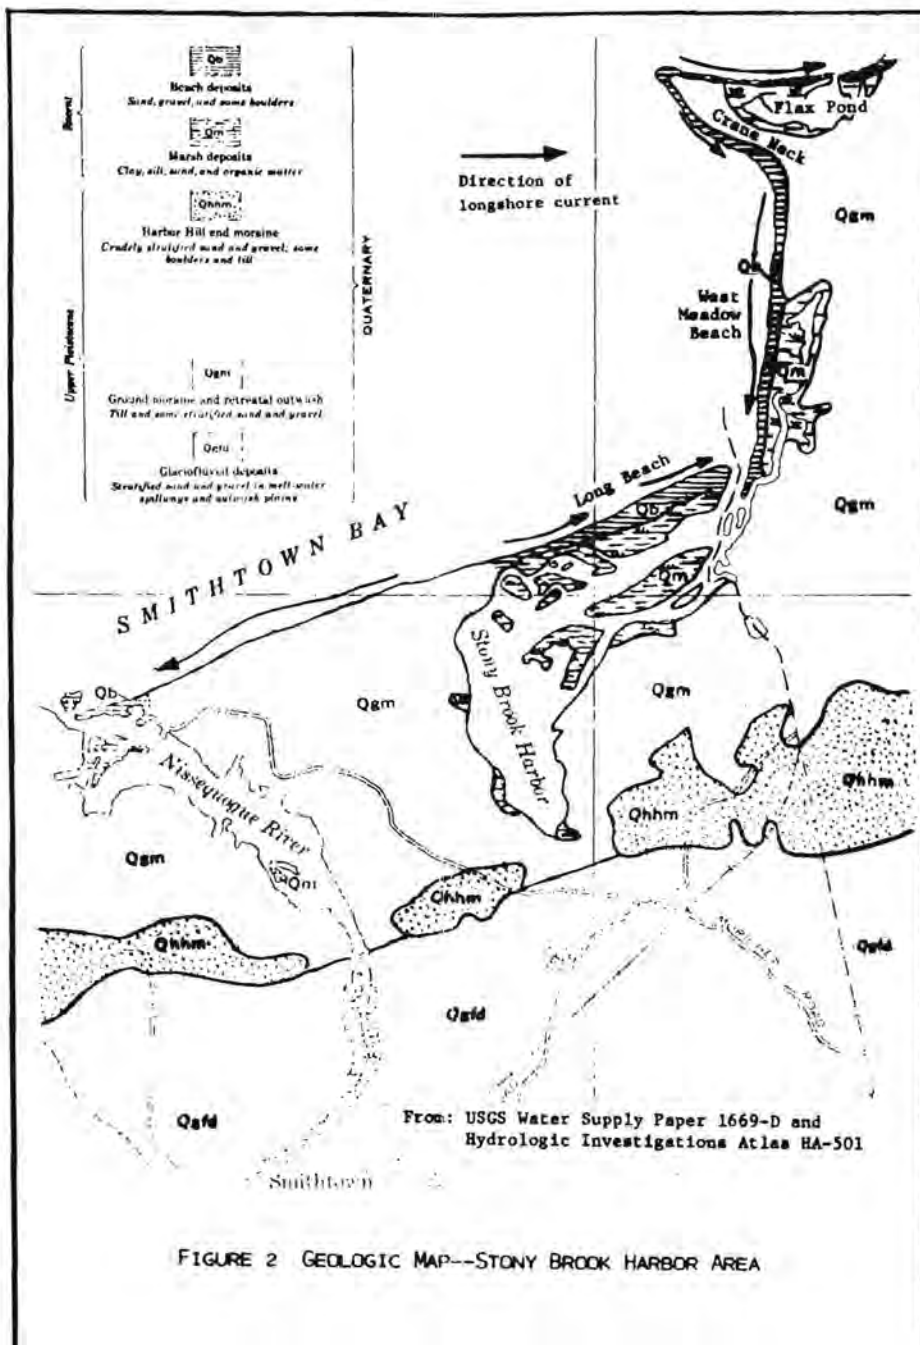 Qb
Beach deposits
Sand, gravel, and some boulders
Recent
Qm
Marsh deposits
Clay, silt, sand, and organic matter
Qhhm
Harbor Hill end moraine
Crudely stratified sand and gravel; some
boulders and till
Upper Pleistocene
QUATERNARY
Qgm
Ground moraine and retreatal outwash
Till and some stratified sand and gravel
Glaciofluvial deposits
Stratified sand and gravel in melt-water
spillways and outwash plains
Direction of
longshore current
Flax Pond
Crane Neck
Qgm
West
Meadow
Beach
Qm
Long Beach
Qb
Qgm
SMITHTOWN BAY
Qm
Stony Brook Harbor
Qb
Qgm
Qgm
Nissequogue River
Qhhm
Qhhm
Qgm
Qm
Qhhm
Qhhm
Qgfd
Qgfd
Qgfd
From: USGS Water Supply Paper 1669-D and
Hydrologic Investigations Atlas HA-501
Smithtown
FIGURE 2 GEOLOGIC MAP--STONY BROOK HARBOR AREA